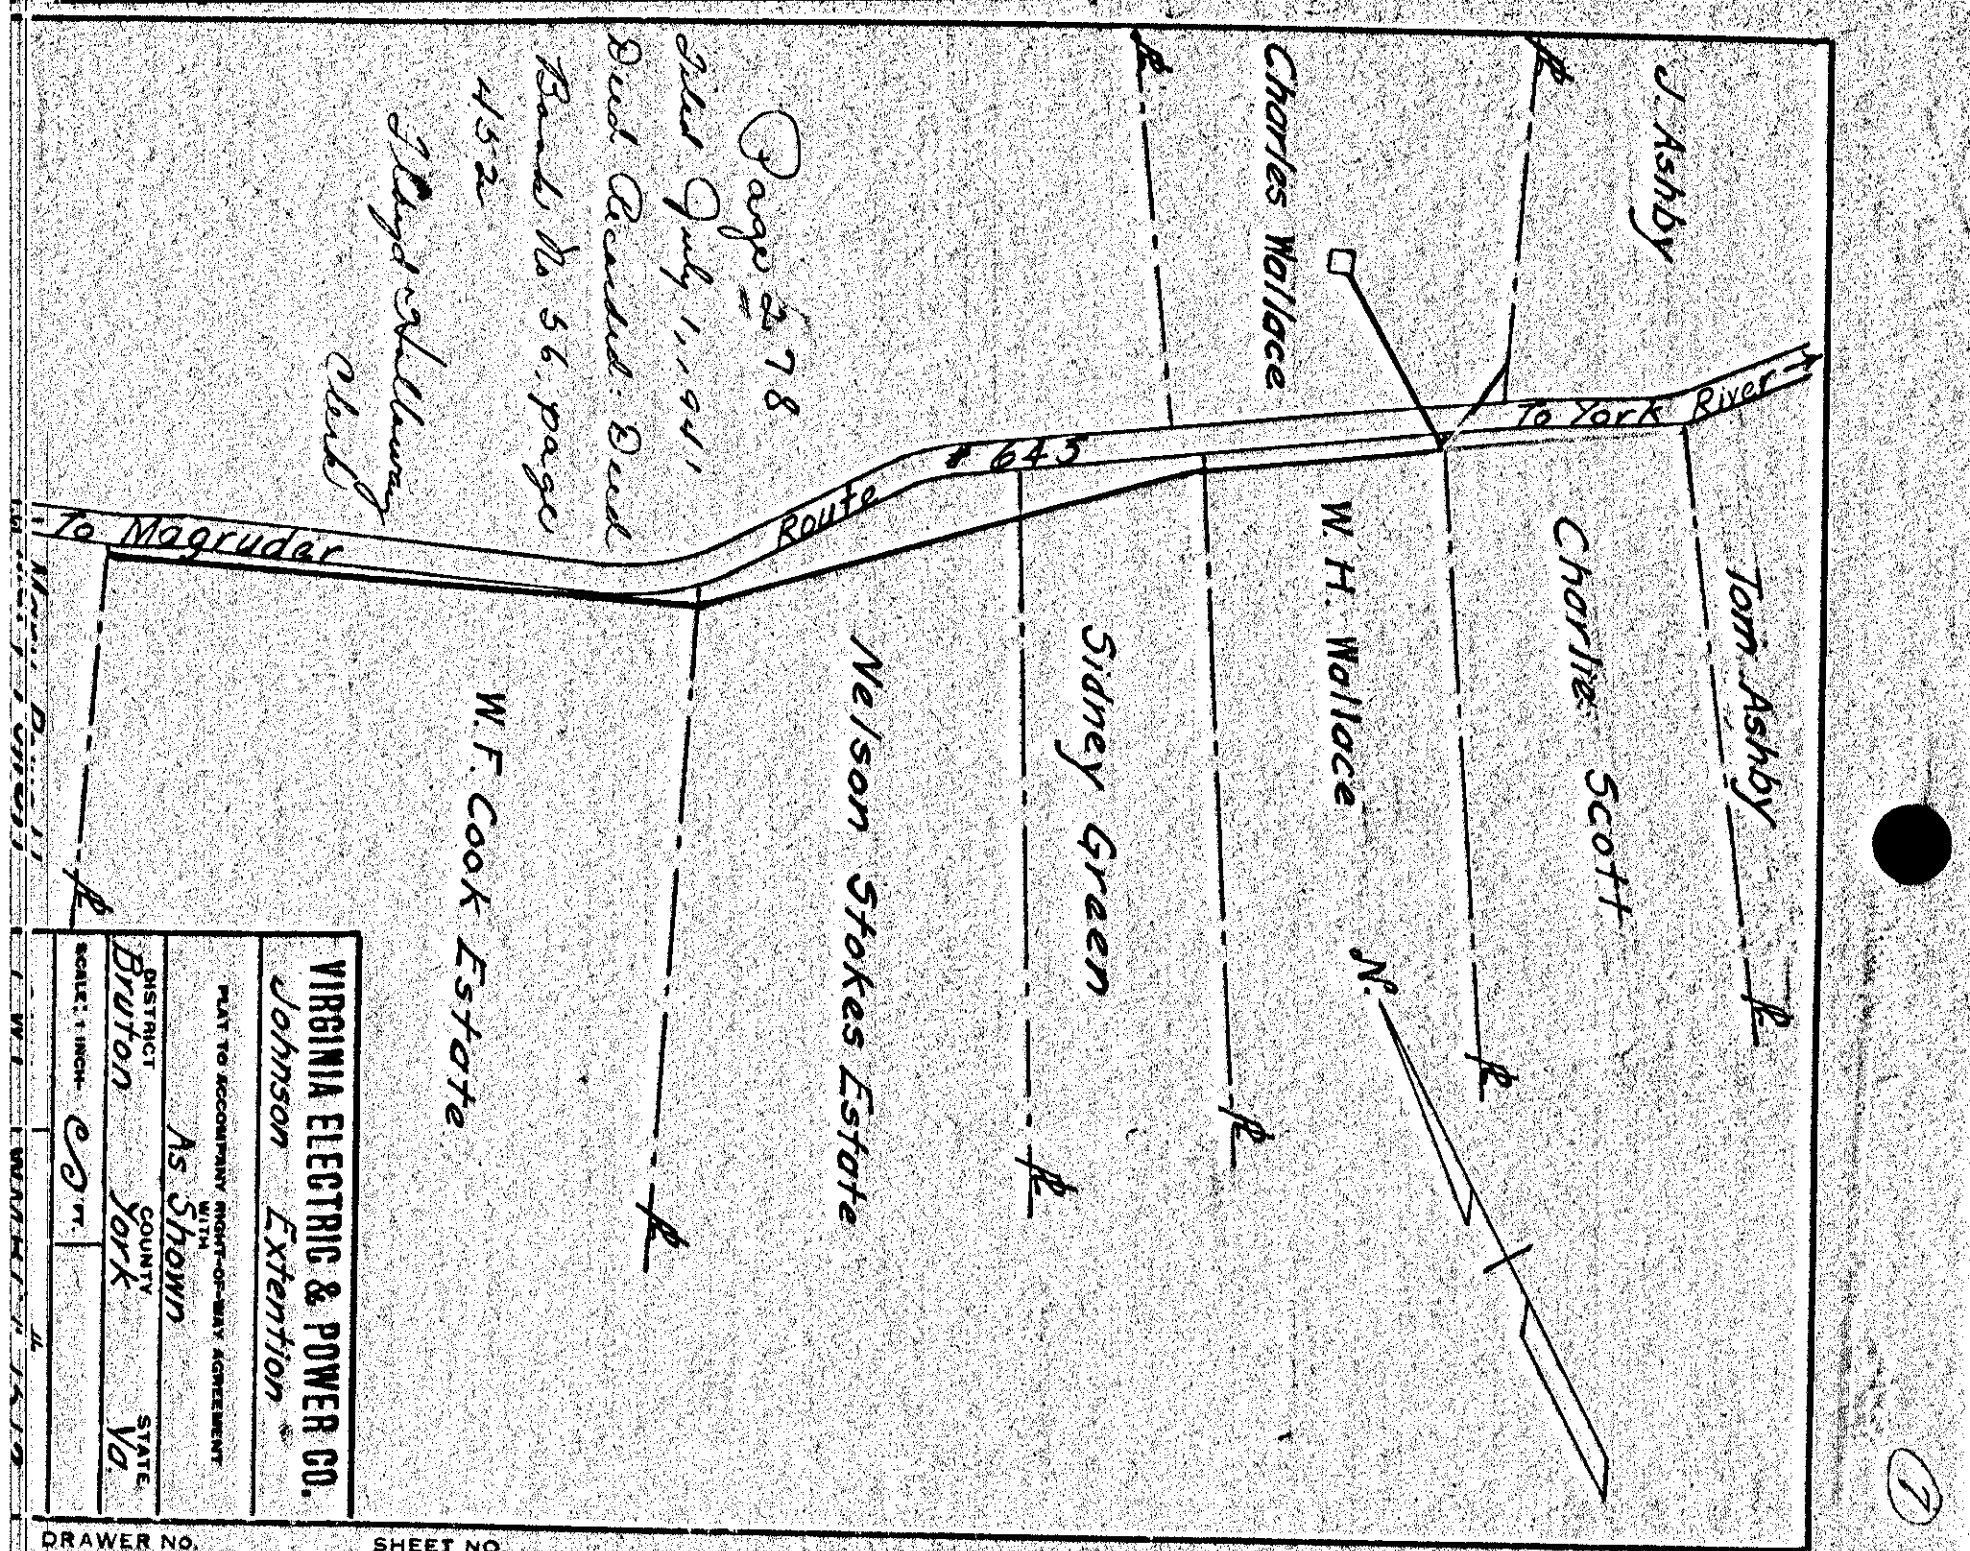 J. Ashby
Charles Wallace
Tom Ashby
Charlie Scott
W. H. Wallace
Sidney Green
Nelson Stokes Estate
W. F. Cook Estate
To York River
Route # 645
To Magruder
N.
Page # 278
Filed July 1, 1941
Deed Recorded: Deed
Book No 56, page
452
Floyd Holloway
Clerk
VIRGINIA ELECTRIC & POWER CO.
Johnson Extention
PLAT TO ACCOMPANY RIGHT-OF-WAY AGREEMENT
WITH
As Shown
DISTRICT COUNTY STATE
Bruton York Va.
SCALE: 1 INCH= FT.
DRAWER NO.
SHEET NO
7